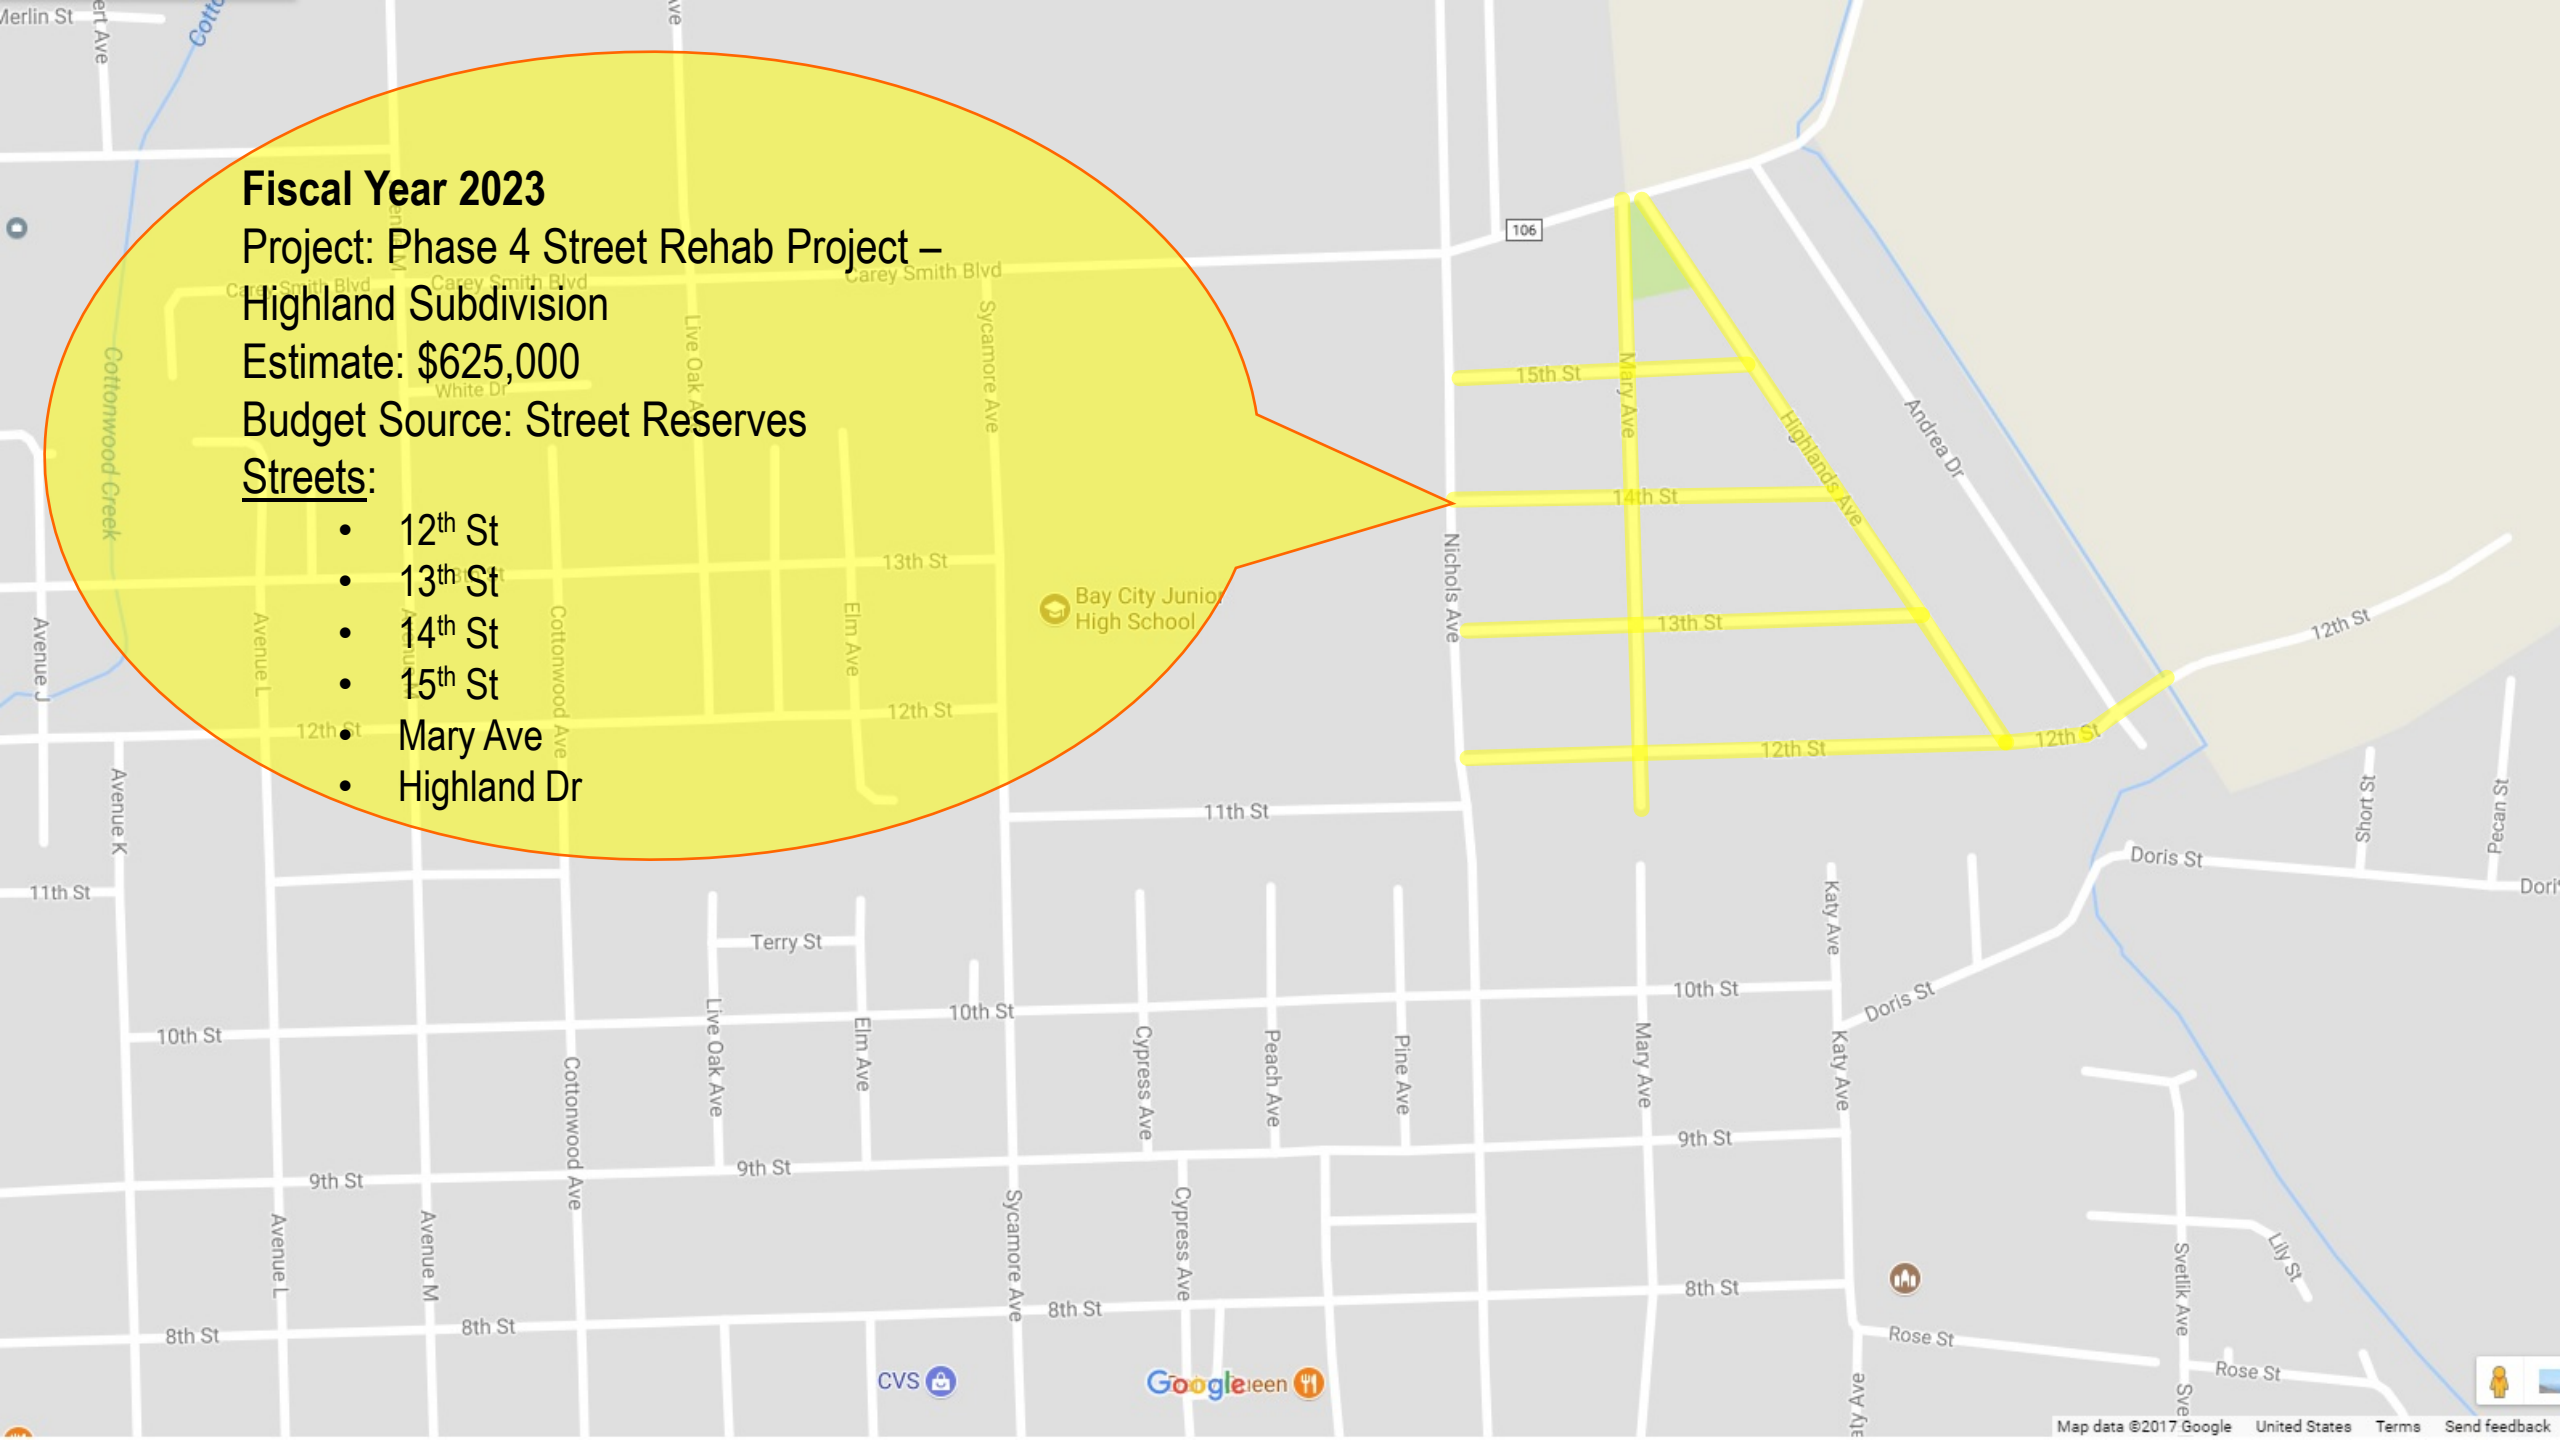 Fiscal Year 2023
Project: Phase 4 Street Rehab Project –
Highland Subdivision
Estimate: $625,000
Budget Source: Street Reserves
Streets:
• 12th St
• 13th St
• 14th St
• 15th St
• Mary Ave
• Highland Dr
Merlin St
Carey Smith Blvd
Carey Smith Blvd
Carey Smith Blvd
White Dr
Live Oak
Sycamore Ave
Cottonwood Creek
106
15th St
Mary Ave
Highlands Ave
Andrea Dr
14th St
Nichols Ave
13th St
13th St
Bay City Junior
High School
Elm Ave
Cottonwood Ave
Avenue L
Avenue J
12th St
12th St
12th St
12th St
12th St
Avenue K
11th St
11th St
Short St
Pecan St
Doris St
Katy Ave
Terry St
10th St
10th St
10th St
Doris St
Live Oak Ave
Elm Ave
Cottonwood Ave
Cypress Ave
Peach Ave
Pine Ave
Mary Ave
Katy Ave
9th St
9th St
9th St
Avenue L
Avenue M
Sycamore Ave
Cypress Ave
Svetlik Ave
Lily St
8th St
8th St
8th St
8th St
Rose St
Rose St
CVS
Google
Map data ©2017 Google United States Terms Send feedback